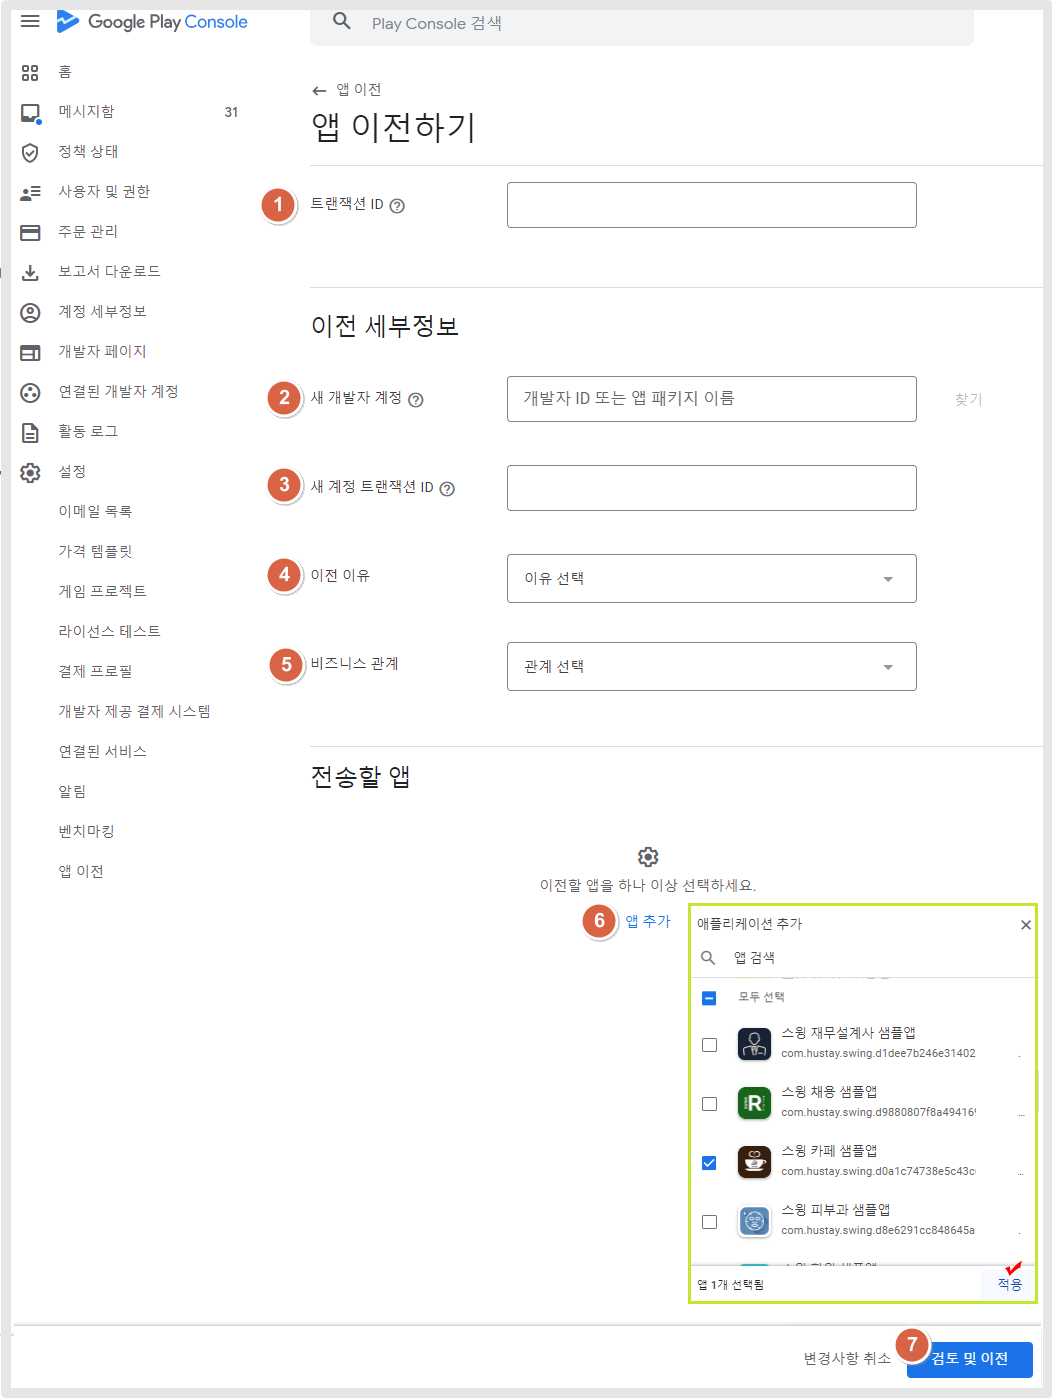 Google Play Console
Play Console 검색
홈
메시지함 31
정책 상태
사용자 및 권한
주문 관리
보고서 다운로드
계정 세부정보
개발자 페이지
연결된 개발자 계정
활동 로그
설정
이메일 목록
가격 템플릿
게임 프로젝트
라이선스 테스트
결제 프로필
개발자 제공 결제 시스템
연결된 서비스
알림
벤치마킹
앱 이전
← 앱 이전
앱 이전하기
1 트랜잭션 ID ?
이전 세부정보
2 새 개발자 계정 ? 개발자 ID 또는 앱 패키지 이름 찾기
3 새 계정 트랜잭션 ID ?
4 이전 이유 이유 선택
5 비즈니스 관계 관계 선택
전송할 앱
이전할 앱을 하나 이상 선택하세요.
6 앱 추가
애플리케이션 추가 ×
앱 검색
모두 선택
스윙 재무설계사 샘플앱
com.hustay.swing.d1dee7b246e31402 .
스윙 채용 샘플앱
com.hustay.swing.d9880807f8a49416 ...
스윙 카페 샘플앱
com.hustay.swing.d0a1c74738e5c43c ...
스윙 피부과 샘플앱
com.hustay.swing.d8e6291cc848645a .
앱 1개 선택됨 적용
변경사항 취소 7 검토 및 이전